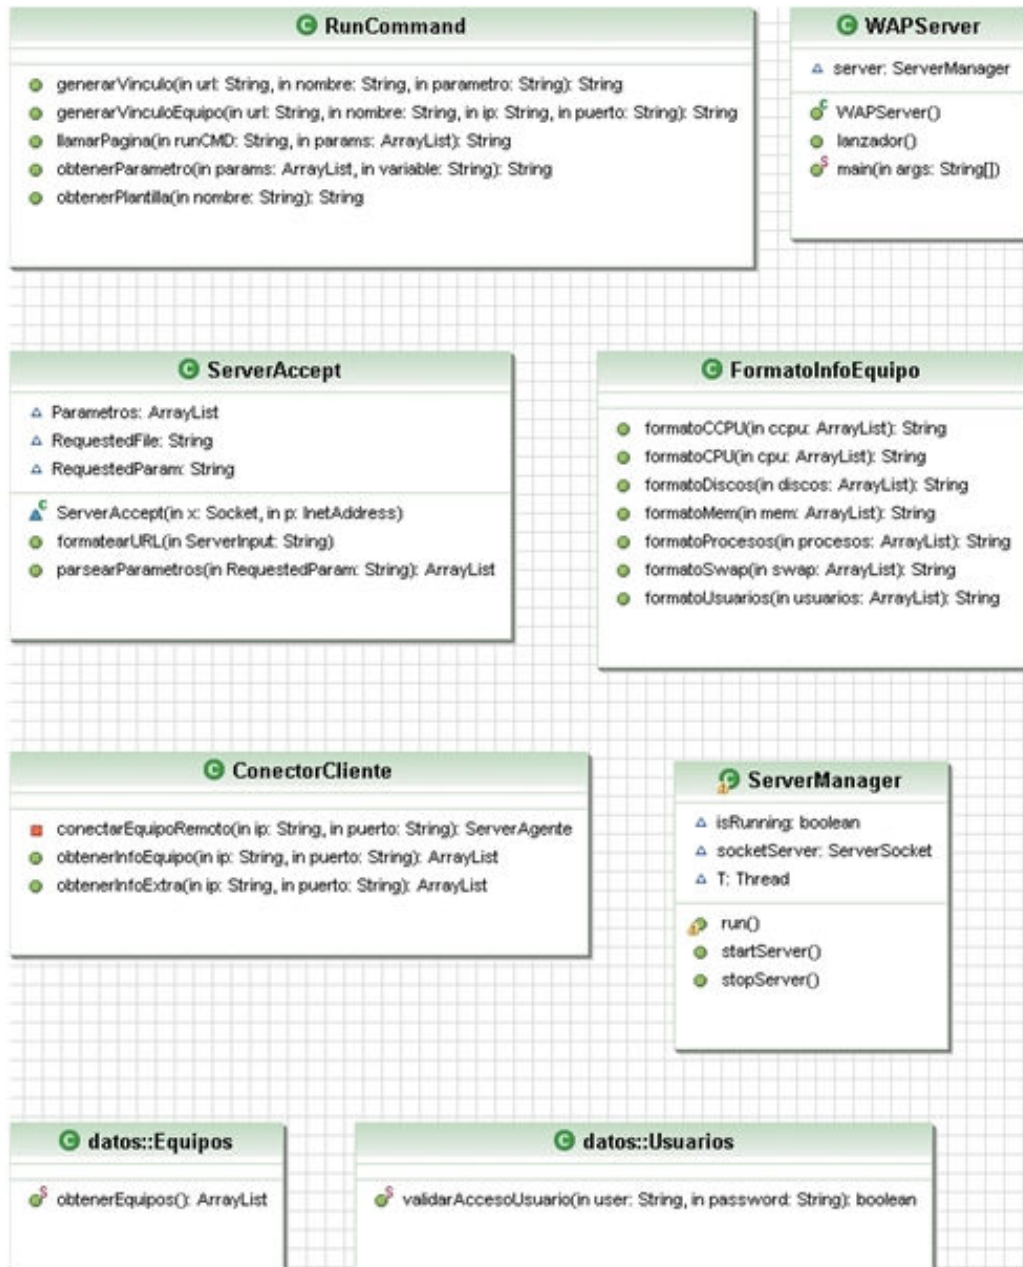 RunCommand
generarVinculo(in url: String, in nombre: String, in parametro: String): String
generarVinculoEquipo(in url: String, in nombre: String, in ip: String, in puerto: String): String
llamarPagina(in runCMD: String, in params: ArrayList): String
obtenerParametro(in params: ArrayList, in variable: String): String
obtenerPlantilla(in nombre: String): String
WAPServer
server: ServerManager
WAPServer()
lanzador()
main(in args: String[])
ServerAccept
Parametros: ArrayList
RequestedFile: String
RequestedParam: String
ServerAccept(in x: Socket, in p: InetAddress)
formatearURL(in ServerInput: String)
parsearParametros(in RequestedParam: String): ArrayList
FormatoInfoEquipo
formatoCCPU(in ccpu: ArrayList): String
formatoCPU(in cpu: ArrayList): String
formatoDiscos(in discos: ArrayList): String
formatoMem(in mem: ArrayList): String
formatoProcesos(in procesos: ArrayList): String
formatoSwap(in swap: ArrayList): String
formatoUsuarios(in usuarios: ArrayList): String
ConectorCliente
conectarEquipoRemoto(in ip: String, in puerto: String): ServerAgente
obtenerInfoEquipo(in ip: String, in puerto: String): ArrayList
obtenerInfoExtra(in ip: String, in puerto: String): ArrayList
ServerManager
isRunning: boolean
socketServer: ServerSocket
T: Thread
run()
startServer()
stopServer()
datos::Equipos
obtenerEquipos(): ArrayList
datos::Usuarios
validarAccesoUsuario(in user: String, in password: String): boolean